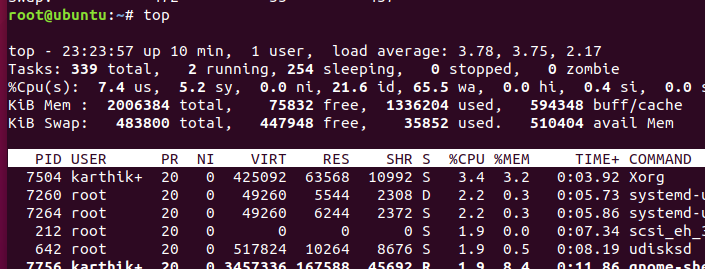 root@ubuntu:~# top
top - 23:23:57 up 10 min,  1 user,  load average: 3.78, 3.75, 2.17
Tasks: 339 total,   2 running, 254 sleeping,   0 stopped,   0 zombie
%Cpu(s):  7.4 us,  5.2 sy,  0.0 ni, 21.6 id, 65.5 wa,  0.0 hi,  0.4 si,  0.0 s
KiB Mem :  2006384 total,    75832 free,  1336204 used,   594348 buff/cache
KiB Swap:   483800 total,   447948 free,    35852 used.   510404 avail Mem
PID USER      PR  NI    VIRT    RES    SHR S  %CPU %MEM     TIME+ COMMAND
7504 karthik+  20   0  425092  63568  10992 S   3.4  3.2   0:03.92 Xorg
7260 root      20   0   49260   5544   2308 D   2.2  0.3   0:05.73 systemd-u
7264 root      20   0   49260   6244   2372 S   2.2  0.3   0:05.86 systemd-u
212 root      20   0       0      0      0 S   1.9  0.0   0:07.34 scsi_eh_3
642 root      20   0  517824  10264   8676 S   1.9  0.5   0:08.19 udisksd
7756 karthik+  20   0 3457336 167588  45692 R   1.9  8.4   0:11.86 gnome-she